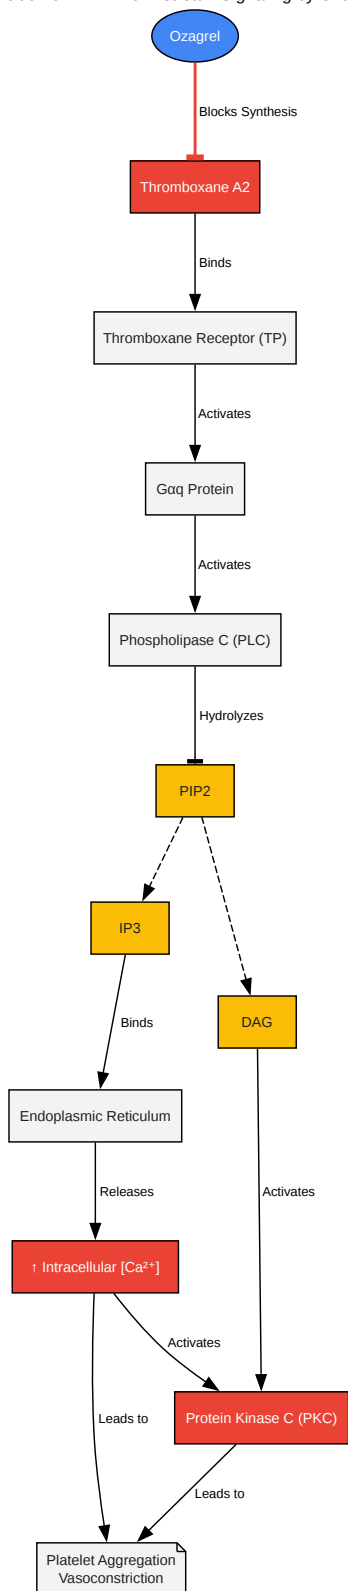 Ozagrel
Blocks Synthesis
Thromboxane A2
Binds
Thromboxane Receptor (TP)
Activates
Gαq Protein
Activates
Phospholipase C (PLC)
Hydrolyzes
PIP2
IP3
DAG
Binds
Endoplasmic Reticulum
Releases
Activates
↑ Intracellular [Ca²⁺]
Activates
Protein Kinase C (PKC)
Leads to
Leads to
Platelet Aggregation
Vasoconstriction